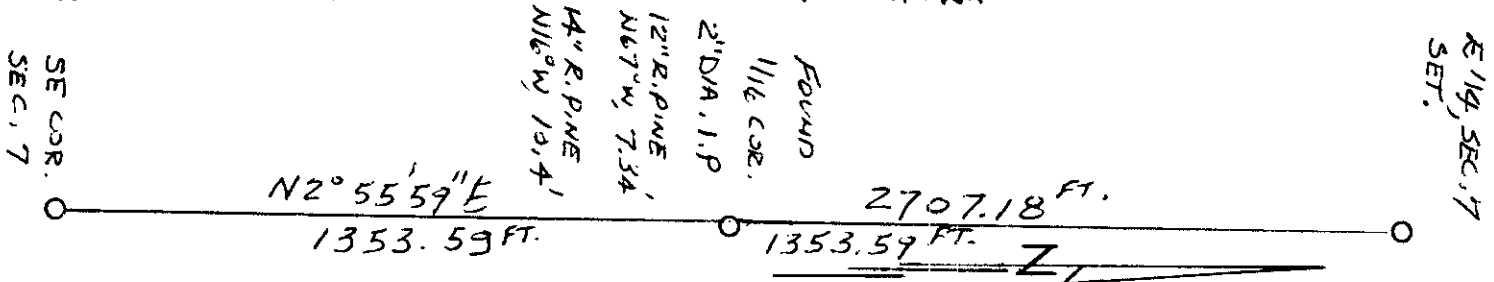 SE COR.
SEC. 7
N2° 55' 59" E
1353.59 FT.
FOUND
1/16 COR.
2" DIA. I.P
12" R. PINE
N67°W, 7.34'
14" R. PINE
N16°W, 10.4'
2707.18 FT.
1353.59 FT.
E 1/4, SEC. 7
SET.
N